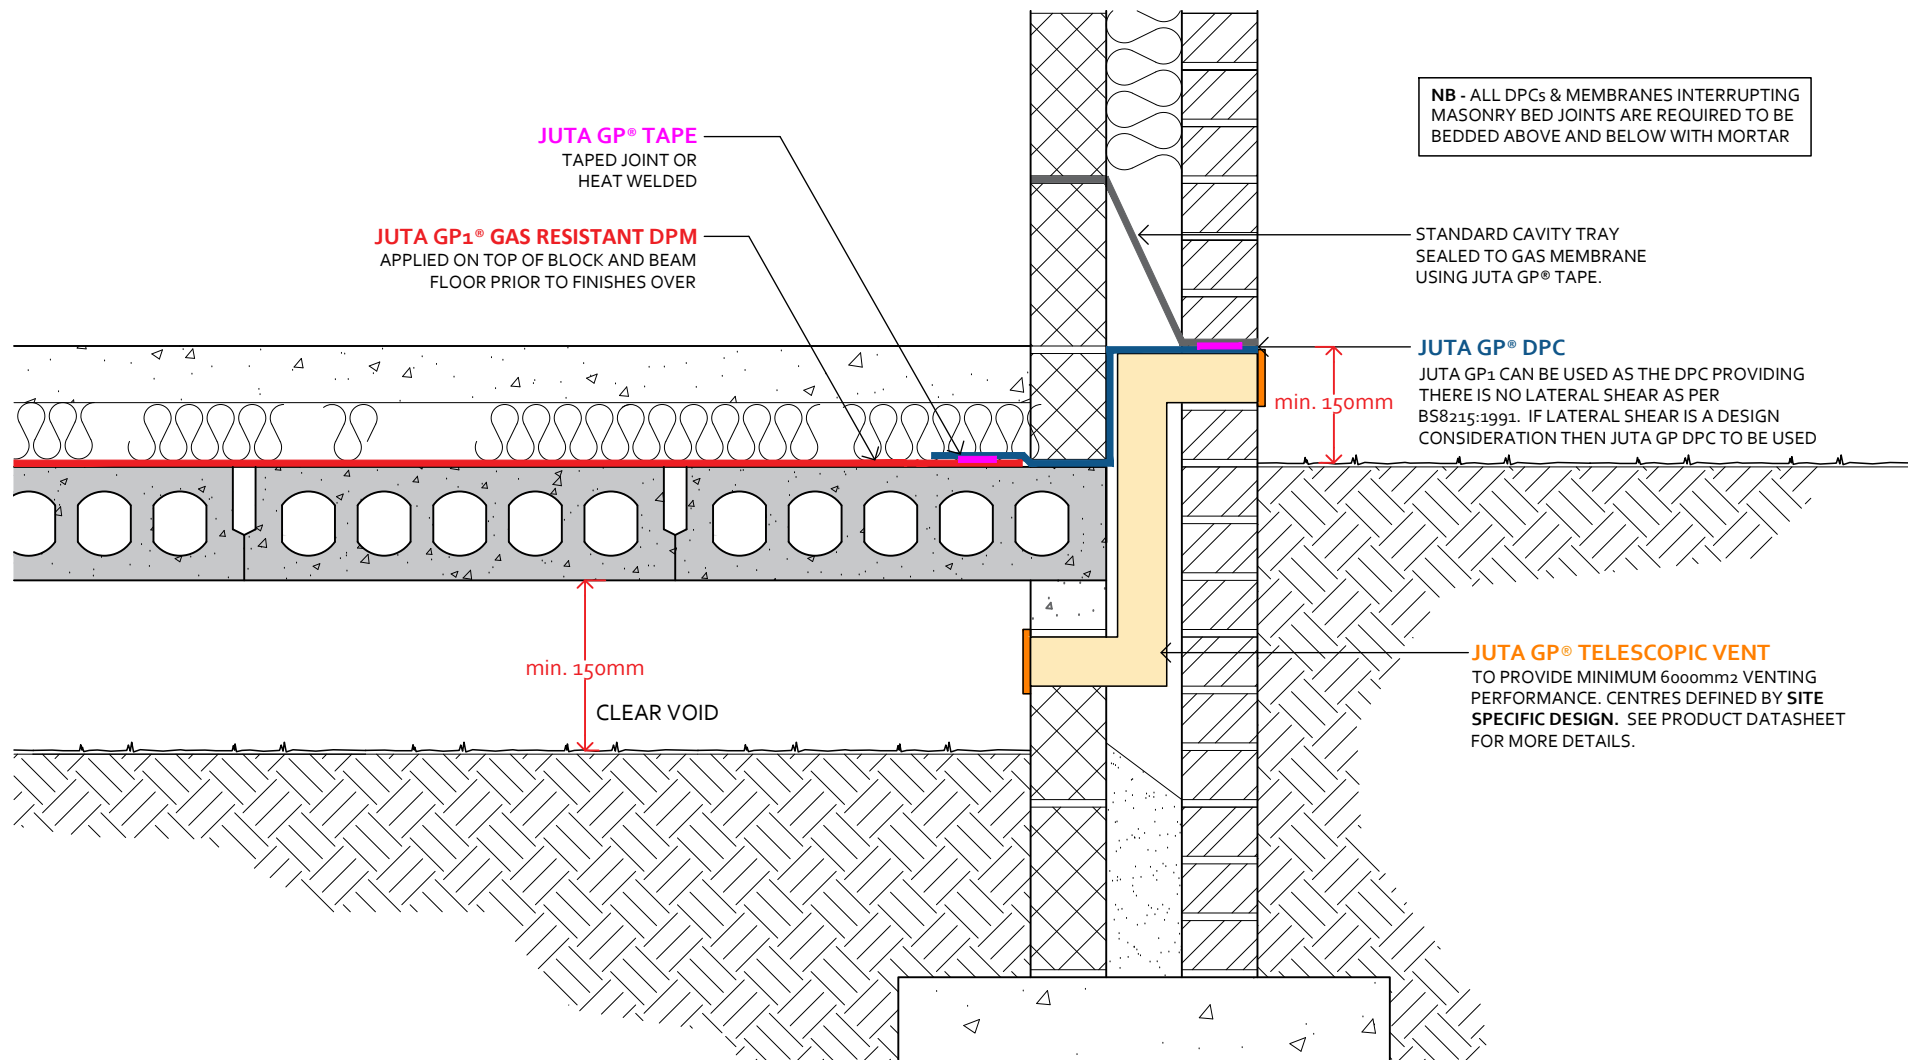 JUTA GP® TAPE
TAPED JOINT OR
HEAT WELDED
JUTA GP1® GAS RESISTANT DPM
APPLIED ON TOP OF BLOCK AND BEAM
FLOOR PRIOR TO FINISHES OVER
NB - ALL DPCs & MEMBRANES INTERRUPTING
MASONRY BED JOINTS ARE REQUIRED TO BE
BEDDED ABOVE AND BELOW WITH MORTAR
STANDARD CAVITY TRAY
SEALED TO GAS MEMBRANE
USING JUTA GP® TAPE.
JUTA GP® DPC
JUTA GP1 CAN BE USED AS THE DPC PROVIDING
THERE IS NO LATERAL SHEAR AS PER
BS8215:1991. IF LATERAL SHEAR IS A DESIGN
CONSIDERATION THEN JUTA GP DPC TO BE USED
min. 150mm
min. 150mm
CLEAR VOID
JUTA GP® TELESCOPIC VENT
TO PROVIDE MINIMUM 6000mm2 VENTING
PERFORMANCE. CENTRES DEFINED BY SITE
SPECIFIC DESIGN. SEE PRODUCT DATASHEET
FOR MORE DETAILS.